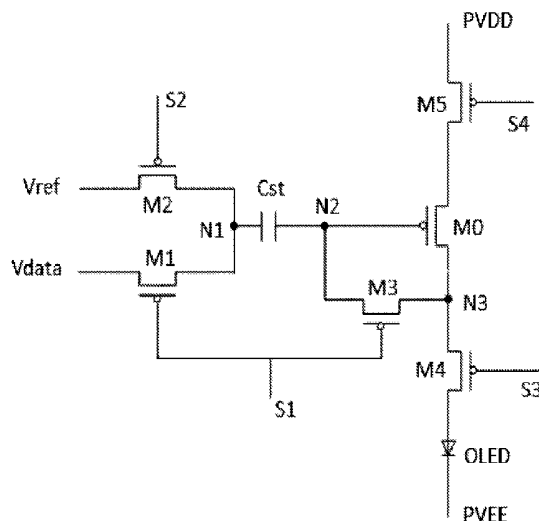 PVDD
M5
S4
S2
Vref
M2
Cst
N1
N2
M0
Vdata
M1
M3
N3
M4
S3
S1
OLED
PVEE